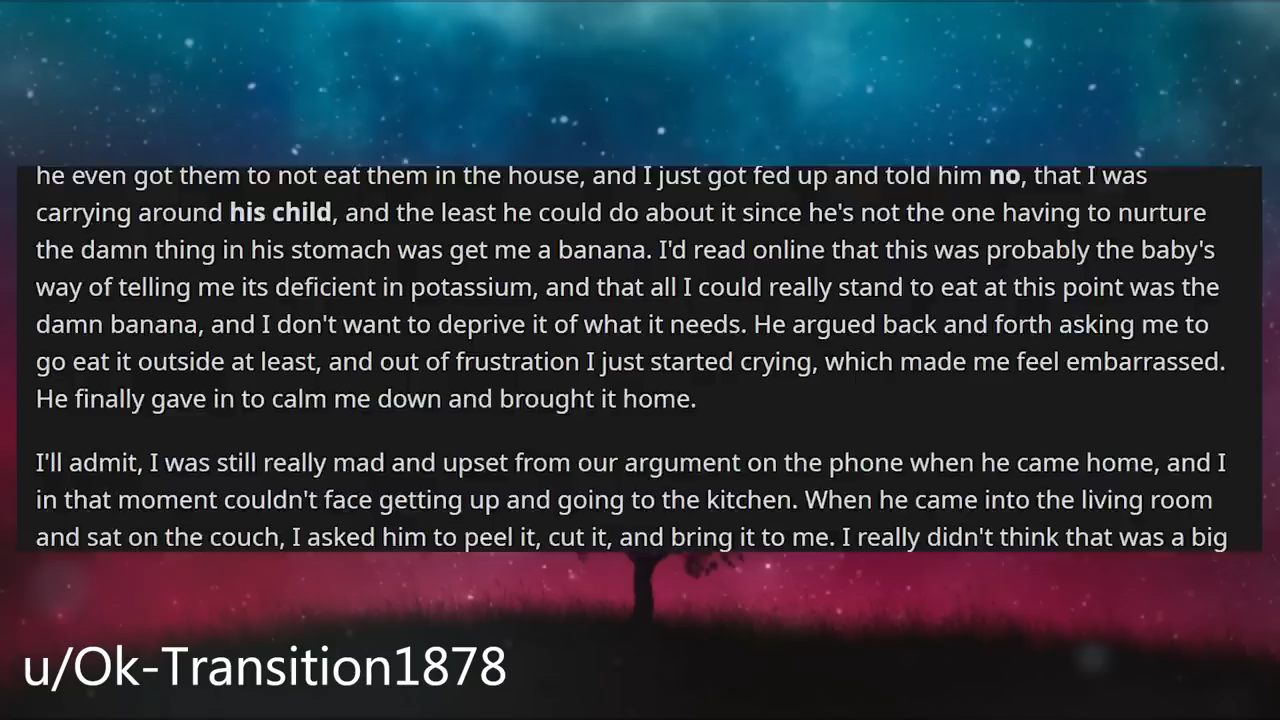 he even got them to not eat them in the house, and I just got fed up and told him no, that I was
carrying around his child, and the least he could do about it since he's not the one having to nurture
the damn thing in his stomach was get me a banana. I'd read online that this was probably the baby's
way of telling me its deficient in potassium, and that all I could really stand to eat at this point was the
damn banana, and I don't want to deprive it of what it needs. He argued back and forth asking me to
go eat it outside at least, and out of frustration I just started crying, which made me feel embarrassed.
He finally gave in to calm me down and brought it home.
I'll admit, I was still really mad and upset from our argument on the phone when he came home, and I
in that moment couldn't face getting up and going to the kitchen. When he came into the living room
and sat on the couch, I asked him to peel it, cut it, and bring it to me. I really didn't think that was a big
u/Ok-Transition1878